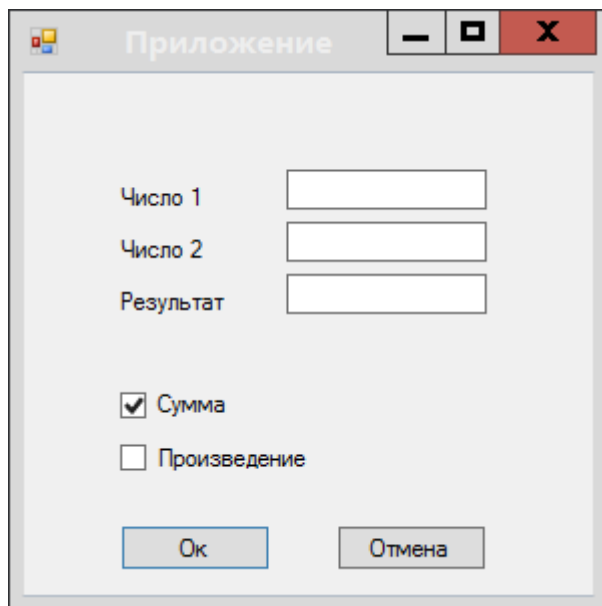 Приложение
Число 1
Число 2
Результат
Сумма
Произведение
Ок Отмена